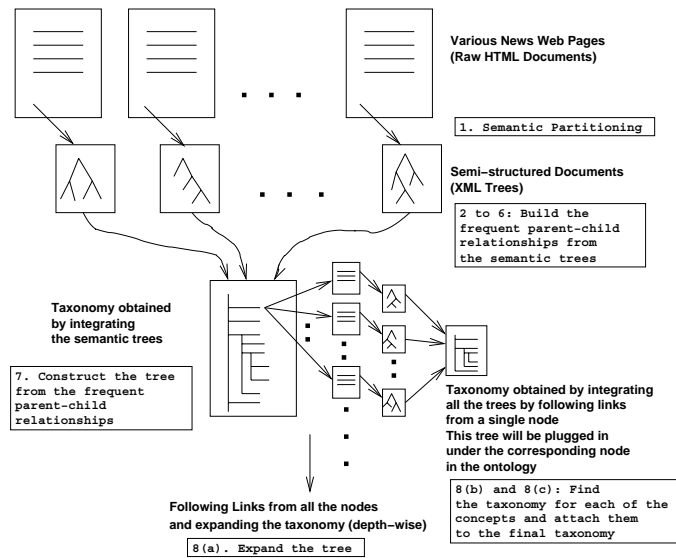 Various News Web Pages
(Raw HTML Documents)
1. Semantic Partitioning
Semi−structured Documents
(XML Trees)
2 to 6: Build the
frequent parent−child
relationships from
the semantic trees
Taxonomy obtained
by integrating
the semantic trees
7. Construct the tree
from the frequent
parent−child
relationships
Taxonomy obtained by integrating
all the trees by following links
from a single node
This tree will be plugged in
under the corresponding node
in the ontology
8(b) and 8(c): Find
the taxonomy for each of the
concepts and attach them
to the final taxonomy
Following Links from all the nodes
and expanding the taxonomy (depth−wise)
8(a). Expand the tree